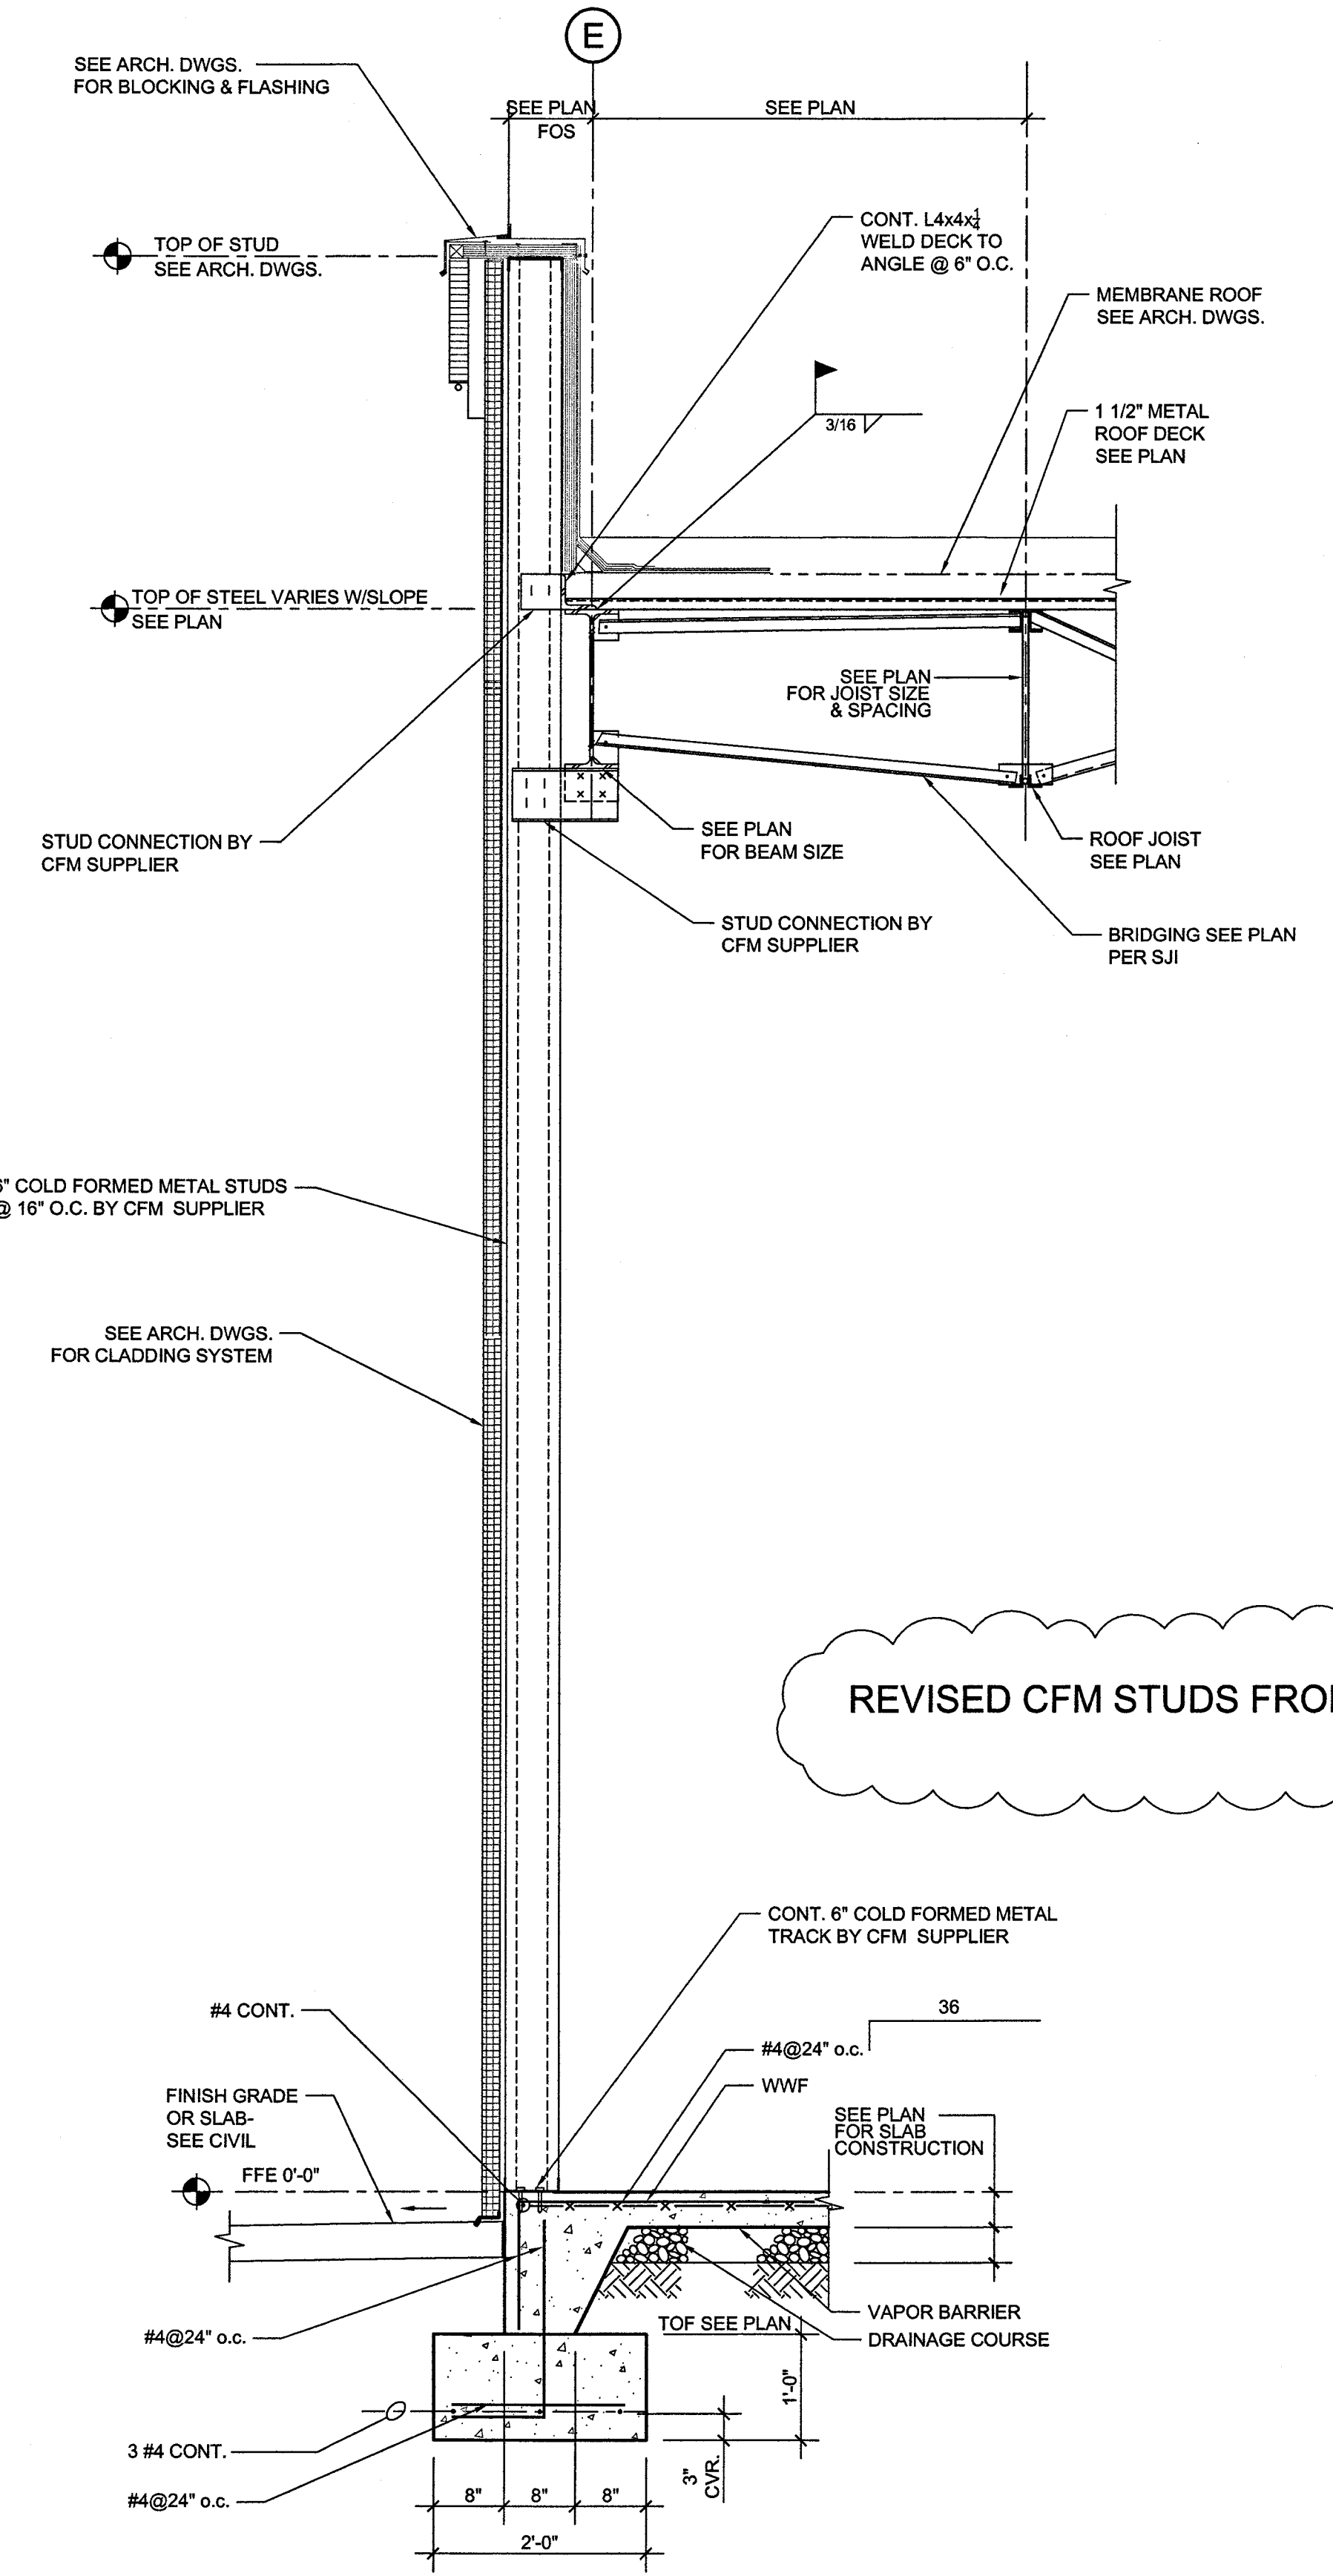 E
SEE ARCH. DWGS.
FOR BLOCKING & FLASHING
SEE PLAN
FOS
SEE PLAN
TOP OF STUD
SEE ARCH. DWGS.
CONT. L4x4x1/4
WELD DECK TO
ANGLE @ 6" O.C.
MEMBRANE ROOF
SEE ARCH. DWGS.
3/16
1 1/2" METAL
ROOF DECK
SEE PLAN
TOP OF STEEL VARIES W/SLOPE
SEE PLAN
SEE PLAN
FOR JOIST SIZE
& SPACING
STUD CONNECTION BY
CFM SUPPLIER
SEE PLAN
FOR BEAM SIZE
ROOF JOIST
SEE PLAN
STUD CONNECTION BY
CFM SUPPLIER
BRIDGING SEE PLAN
PER SJI
6" COLD FORMED METAL STUDS
@ 16" O.C. BY CFM SUPPLIER
SEE ARCH. DWGS.
FOR CLADDING SYSTEM
REVISED CFM STUDS
CONT. 6" COLD FORMED METAL
TRACK BY CFM SUPPLIER
#4 CONT.
36
#4@24" o.c.
WWF
FINISH GRADE
OR SLAB-
SEE CIVIL
SEE PLAN
FOR SLAB
CONSTRUCTION
FFE 0'-0"
VAPOR BARRIER
TOF SEE PLAN
DRAINAGE COURSE
#4@24" o.c.
1'-0"
3 #4 CONT.
3"
CVR.
#4@24" o.c.
8"
8"
8"
2'-0"